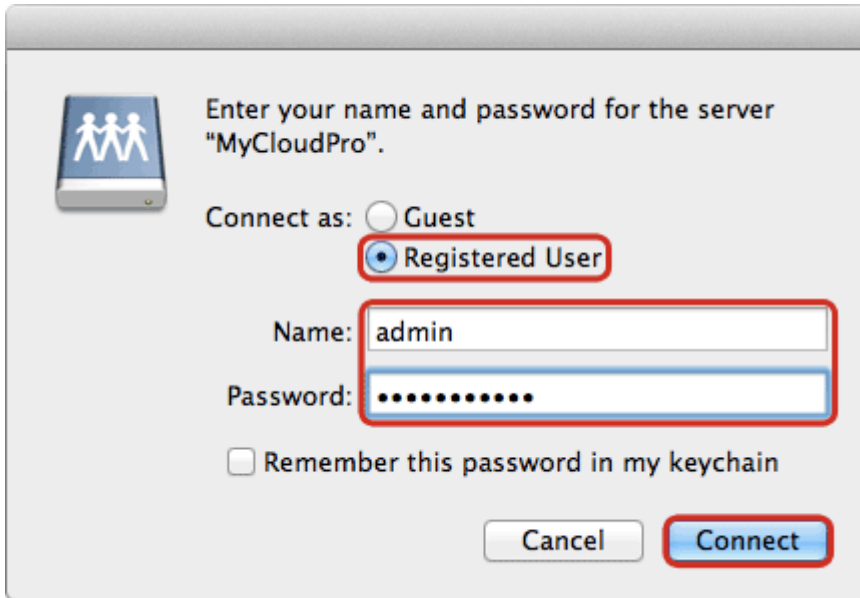 Enter your name and password for the server
“MyCloudPro”.
Connect as: Guest
Registered User
Name: admin
Password: •••••••••••
Remember this password in my keychain
Cancel Connect